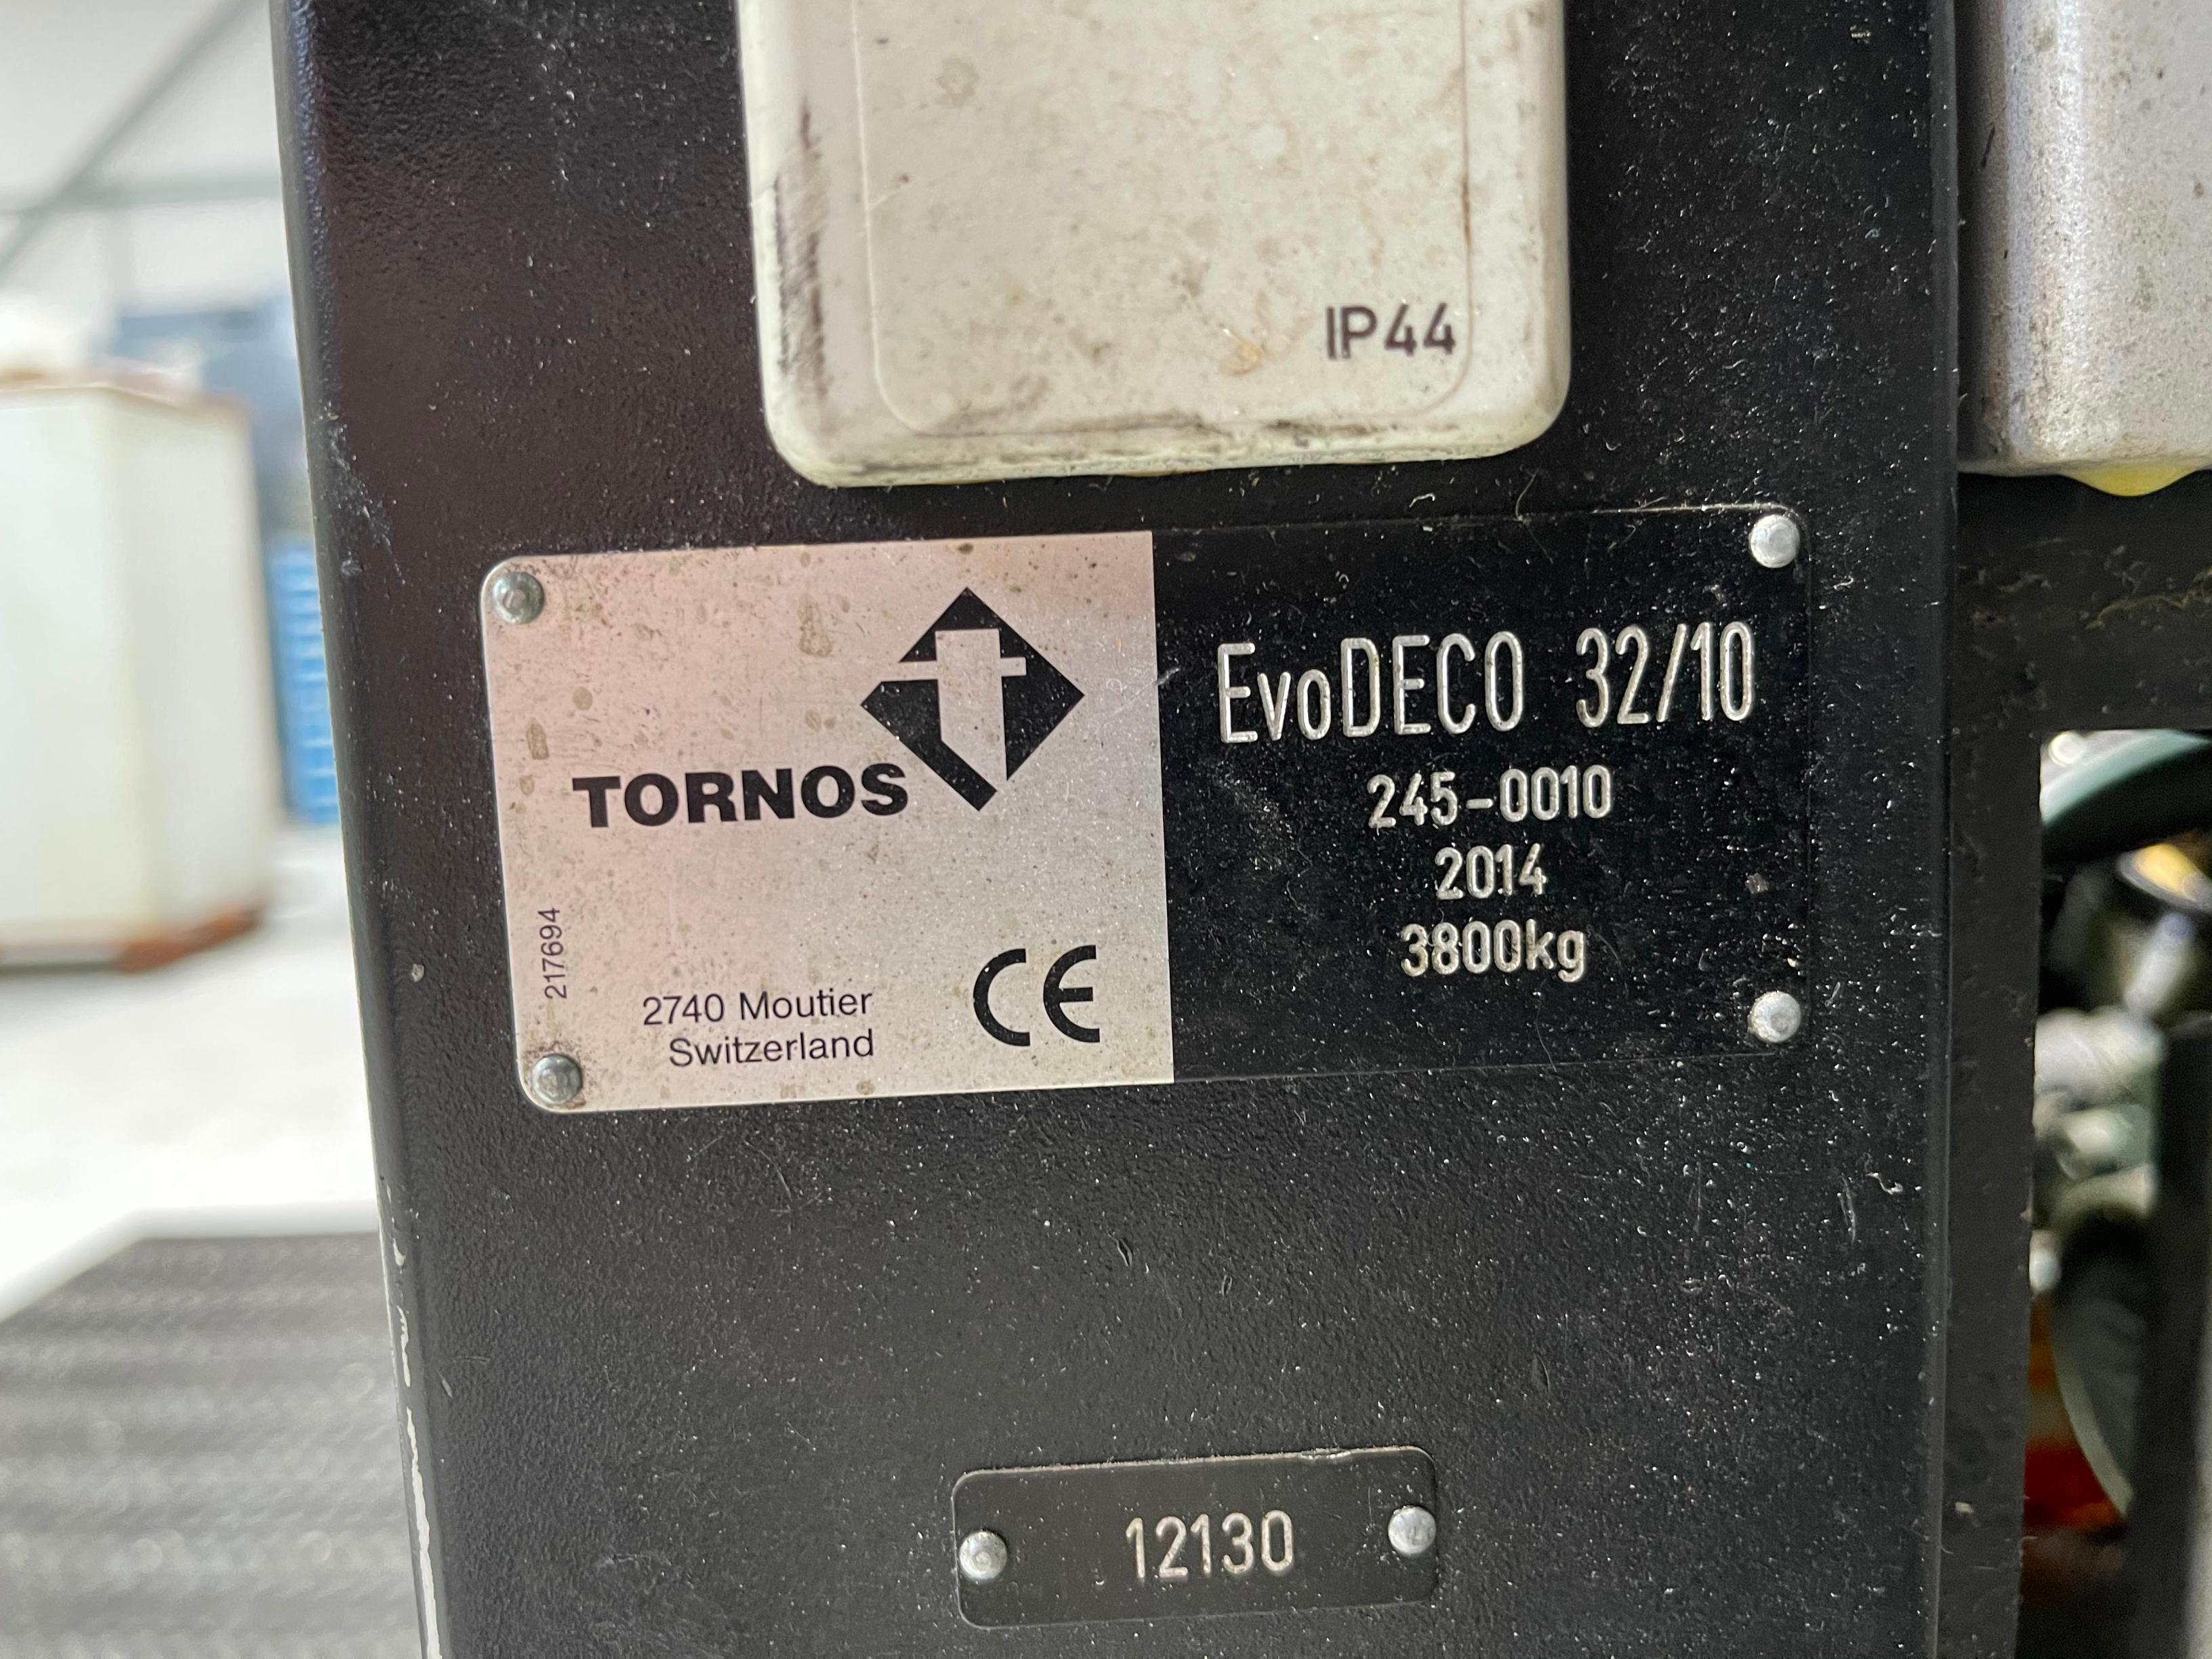 IP44
TORNOS
217694
2740 Moutier
Switzerland
CE
EvoDECO 32/10
245-0010
2014
3800kg
12130